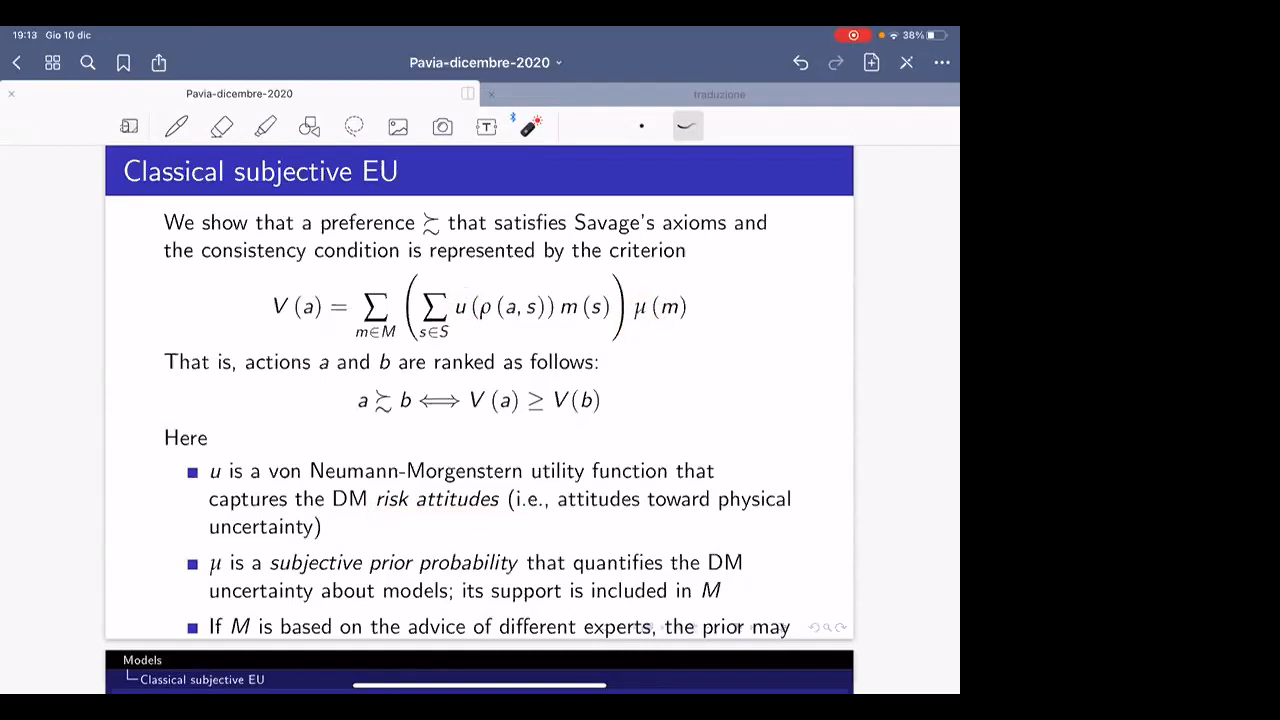 19:13 Gio 10 dic
38%
Pavia-dicembre-2020
Pavia-dicembre-2020
traduzione
T
Classical subjective EU
We show that a preference ≿ that satisfies Savage's axioms and
the consistency condition is represented by the criterion
V (a) = ∑_{m∈M} ( ∑_{s∈S} u (ρ (a, s)) m (s) ) μ (m)
That is, actions a and b are ranked as follows:
a ≿ b ⟺ V (a) ≥ V(b)
Here
■ u is a von Neumann-Morgenstern utility function that
captures the DM risk attitudes (i.e., attitudes toward physical
uncertainty)
■ μ is a subjective prior probability that quantifies the DM
uncertainty about models; its support is included in M
■ If M is based on the advice of different experts, the prior may
Models
Classical subjective EU